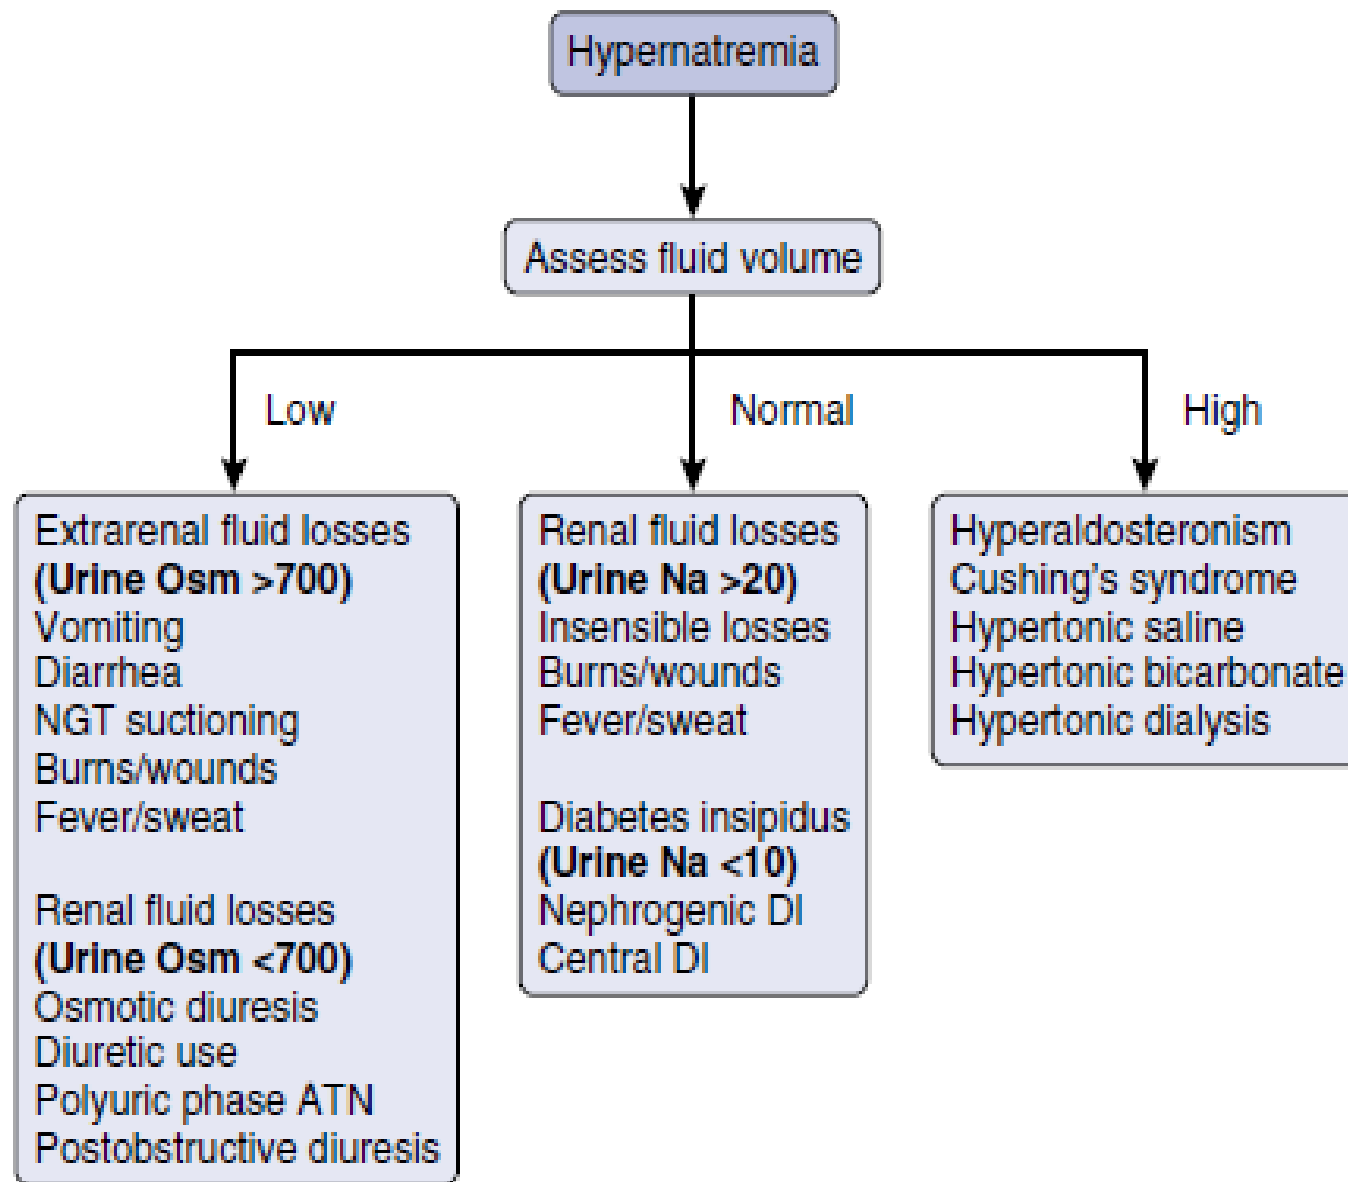 Hypernatremia
Assess fluid volume
Low
Normal
High
Extrarenal fluid losses
(Urine Osm >700)
Vomiting
Diarrhea
NGT suctioning
Burns/wounds
Fever/sweat
Renal fluid losses
(Urine Osm <700)
Osmotic diuresis
Diuretic use
Polyuric phase ATN
Postobstructive diuresis
Renal fluid losses
(Urine Na >20)
Insensible losses
Burns/wounds
Fever/sweat
Diabetes insipidus
(Urine Na <10)
Nephrogenic DI
Central DI
Hyperaldosteronism
Cushing's syndrome
Hypertonic saline
Hypertonic bicarbonate
Hypertonic dialysis